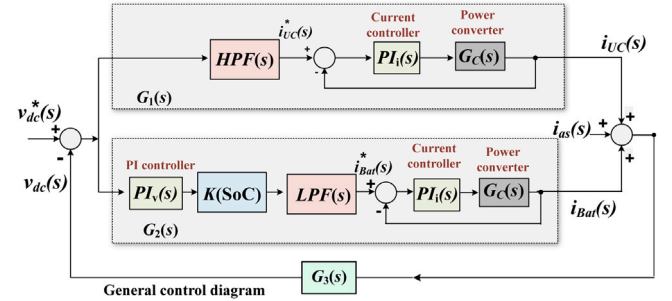 Current
controller
Power
converter
i*UC(s)
iUC(s)
HPF(s)
+
-
PIi(s)
GC(s)
G1(s)
v*dc(s)
+
-
ias(s)
+
+
+
vdc(s)
PI controller
Current
controller
Power
converter
i*Bat(s)
PIv(s)
K(SoC)
LPF(s)
+
-
PIi(s)
GC(s)
iBat(s)
G2(s)
General control diagram
G3(s)